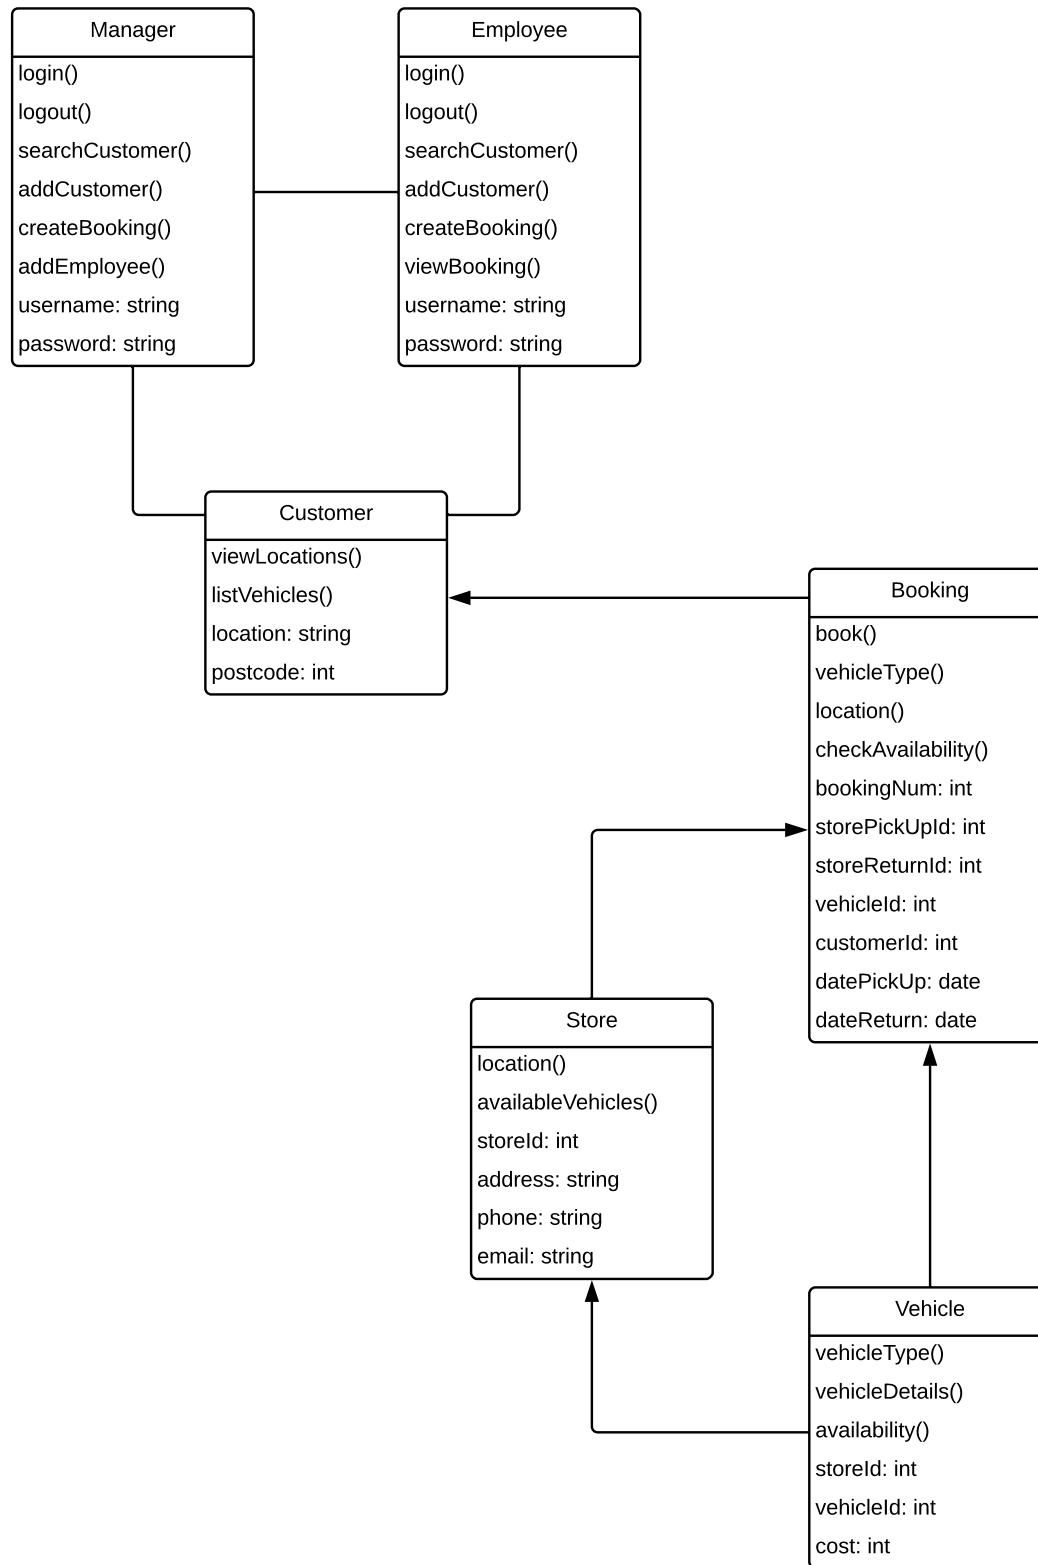 Manager
login()
logout()
searchCustomer()
addCustomer()
createBooking()
addEmployee()
username: string
password: string
Employee
login()
logout()
searchCustomer()
addCustomer()
createBooking()
viewBooking()
username: string
password: string
Customer
viewLocations()
listVehicles()
location: string
postcode: int
Booking
book()
vehicleType()
location()
checkAvailability()
bookingNum: int
storePickUpId: int
storeReturnId: int
vehicleId: int
customerId: int
datePickUp: date
dateReturn: date
Store
location()
availableVehicles()
storeId: int
address: string
phone: string
email: string
Vehicle
vehicleType()
vehicleDetails()
availability()
storeId: int
vehicleId: int
cost: int